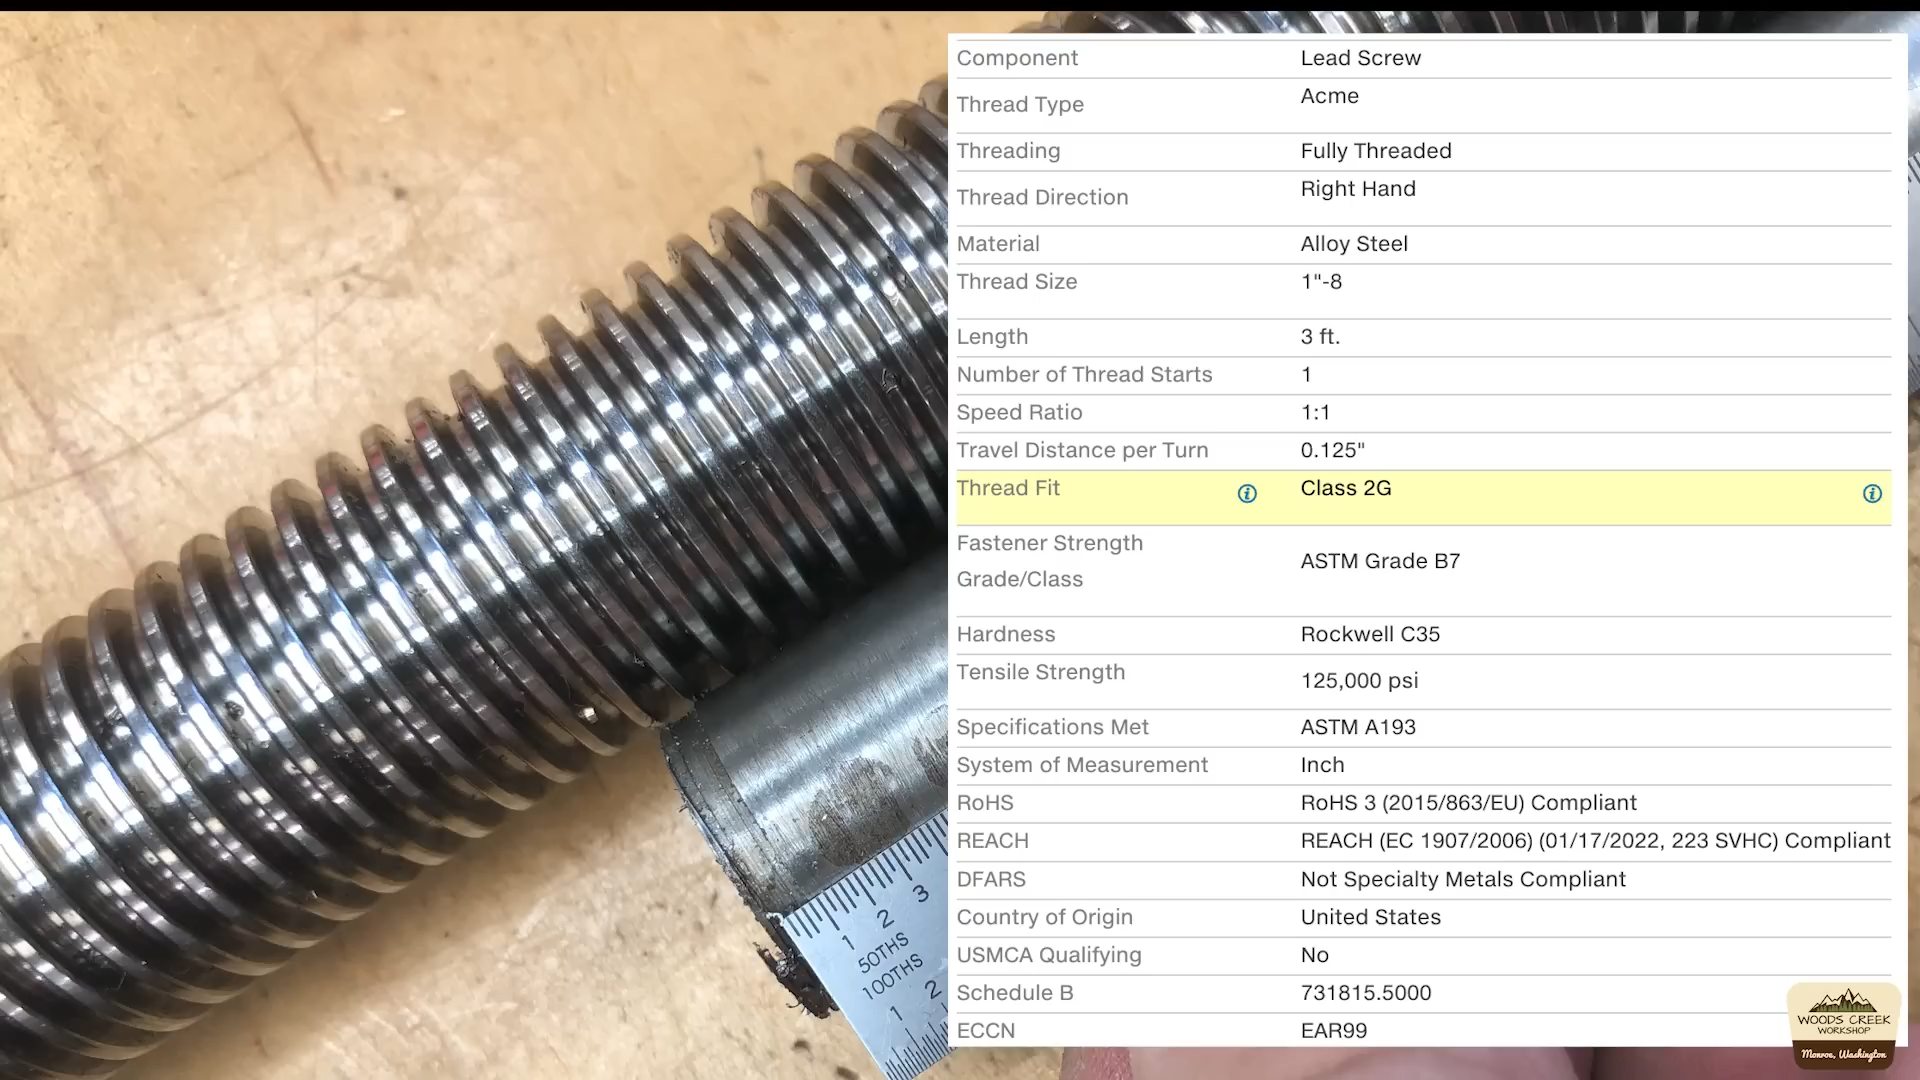 Component Lead Screw
Thread Type Acme
Threading Fully Threaded
Thread Direction Right Hand
Material Alloy Steel
Thread Size 1"-8
Length 3 ft.
Number of Thread Starts 1
Speed Ratio 1:1
Travel Distance per Turn 0.125"
Thread Fit i Class 2G i
Fastener Strength
Grade/Class ASTM Grade B7
Hardness Rockwell C35
Tensile Strength 125,000 psi
Specifications Met ASTM A193
System of Measurement Inch
RoHS RoHS 3 (2015/863/EU) Compliant
REACH REACH (EC 1907/2006) (01/17/2022, 223 SVHC) Compliant
DFARS Not Specialty Metals Compliant
Country of Origin United States
USMCA Qualifying No
Schedule B 731815.5000
ECCN EAR99
1 2 3
50THS
100THS
1 2
WOODS CREEK
WORKSHOP
Monroe, Washington